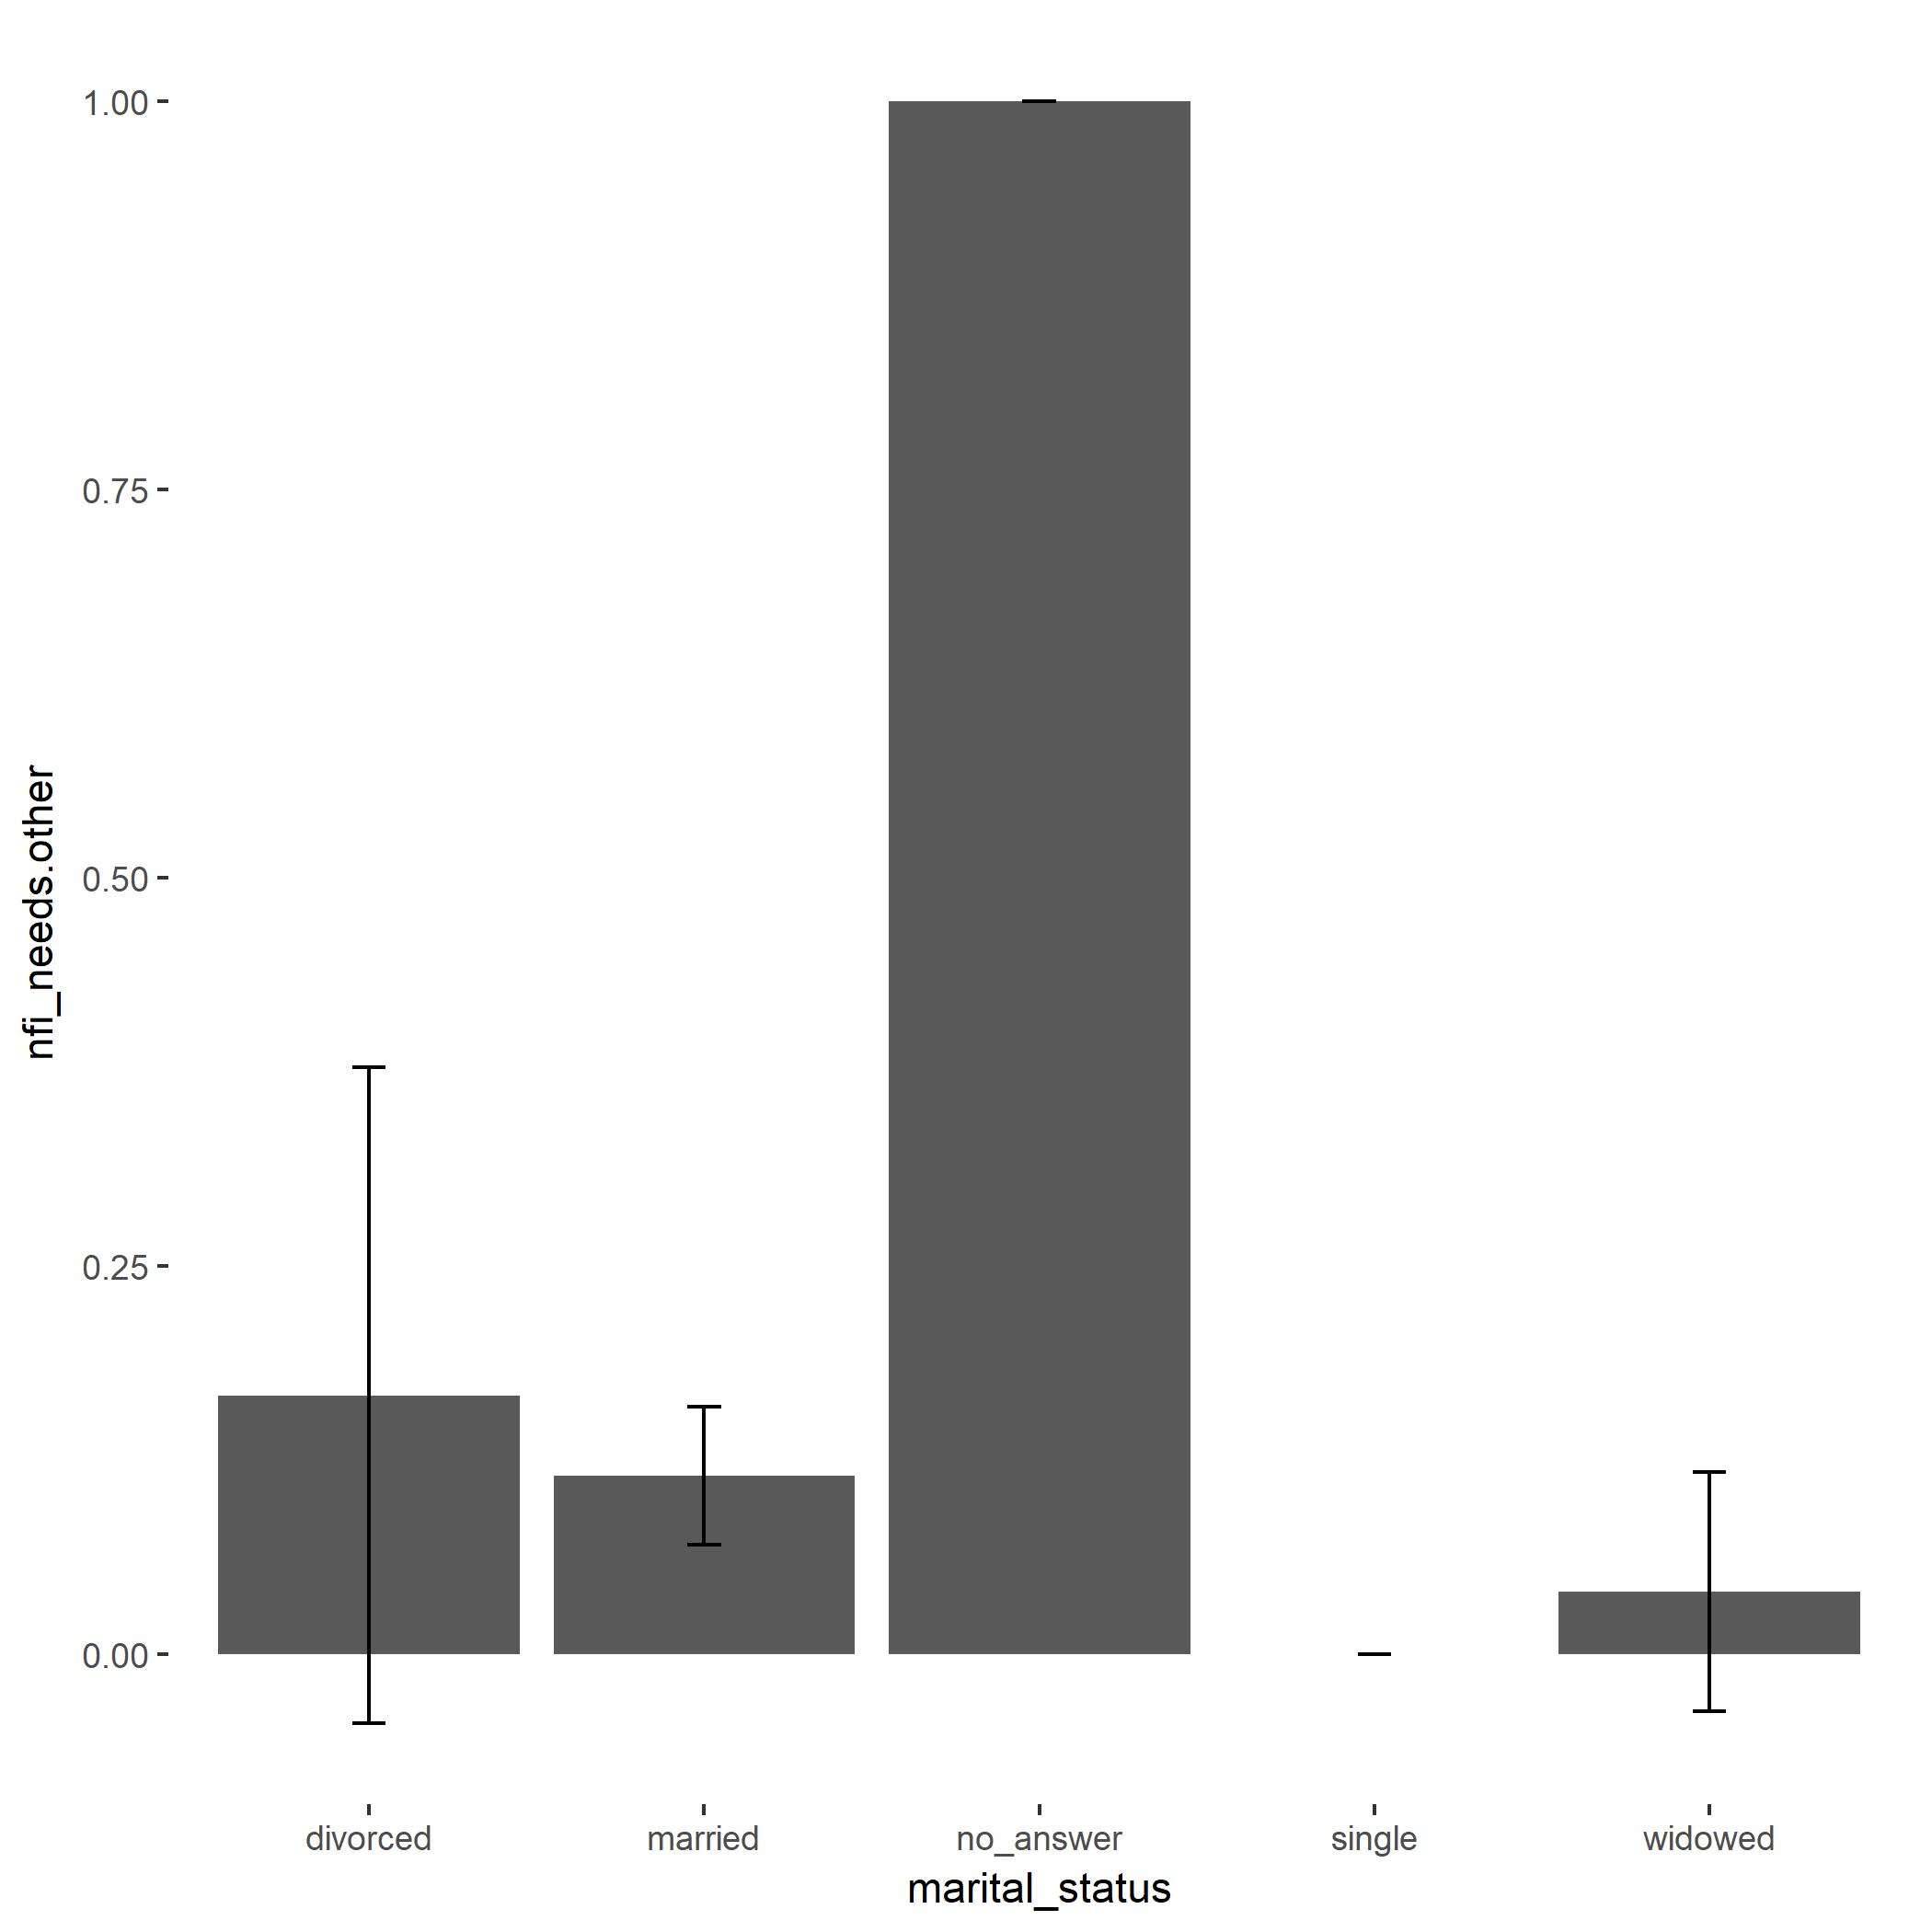 1.00
0.75
0.50
0.25
0.00
nfi_needs.other
divorced married no_answer single widowed
marital_status